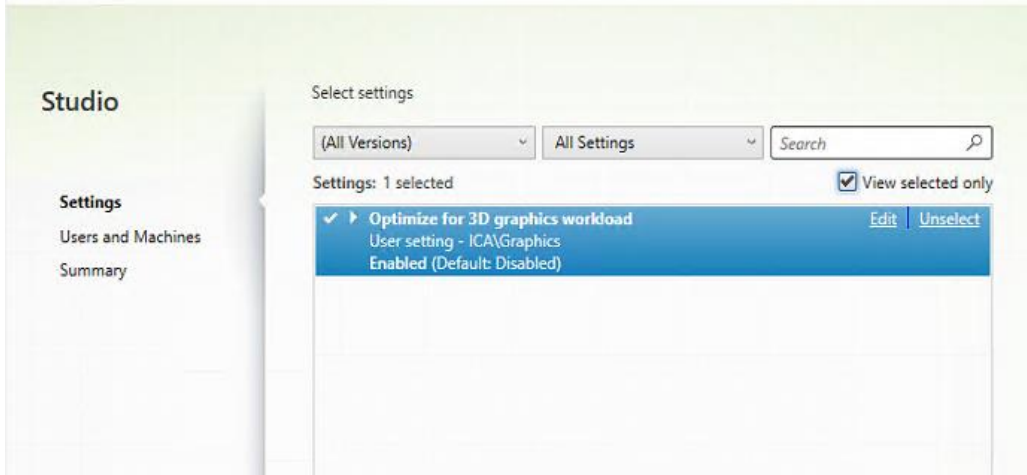 Studio
Settings
Users and Machines
Summary
Select settings
(All Versions)
All Settings
Search
Settings: 1 selected
View selected only
Optimize for 3D graphics workload
Edit
Unselect
User setting - ICA\Graphics
Enabled (Default: Disabled)